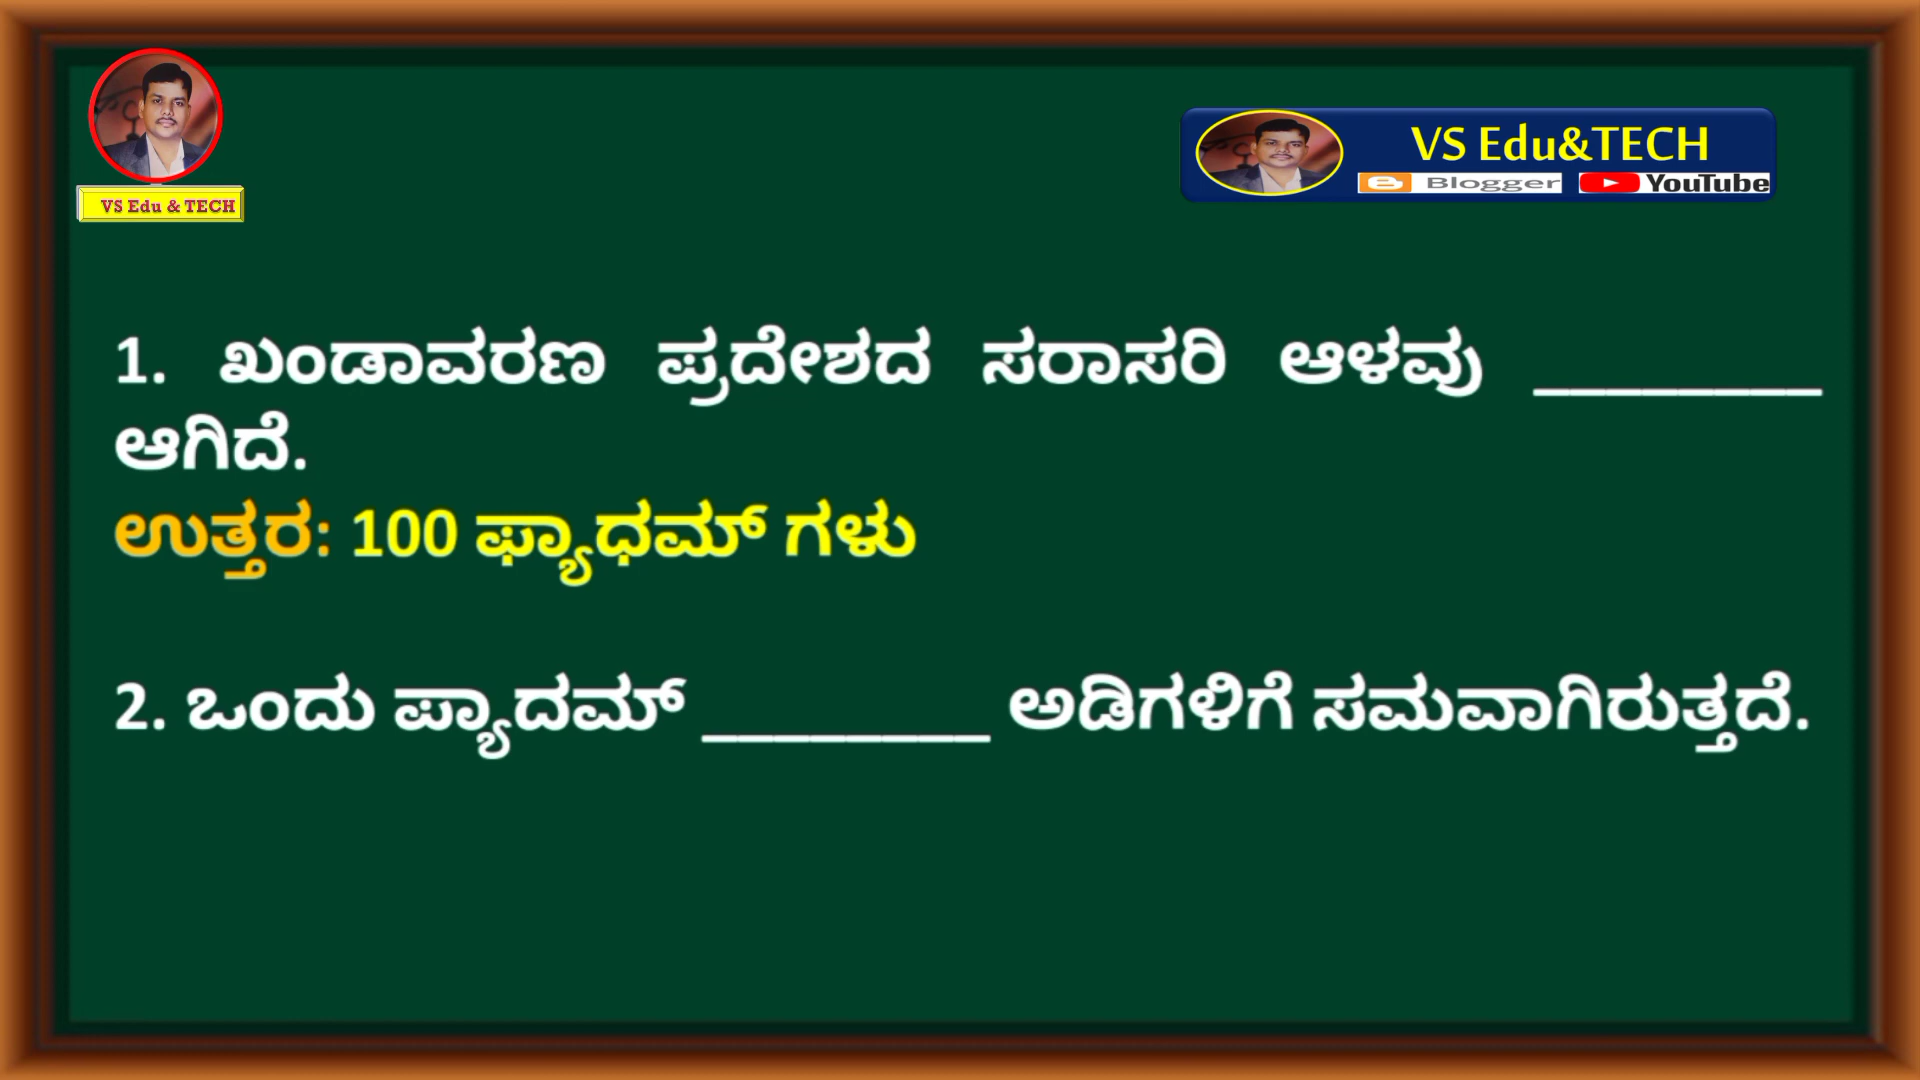 VS Edu & TECH
VS Edu&TECH
Blogger YouTube
1. ಖಂಡಾವರಣ ಪ್ರದೇಶದ ಸರಾಸರಿ ಆಳವು ________
ಆಗಿದೆ.
ಉತ್ತರ: 100 ಫ್ಯಾಧಮ್ ಗಳು
2. ಒಂದು ಪ್ಯಾದಮ್ ________ ಅಡಿಗಳಿಗೆ ಸಮವಾಗಿರುತ್ತದೆ.